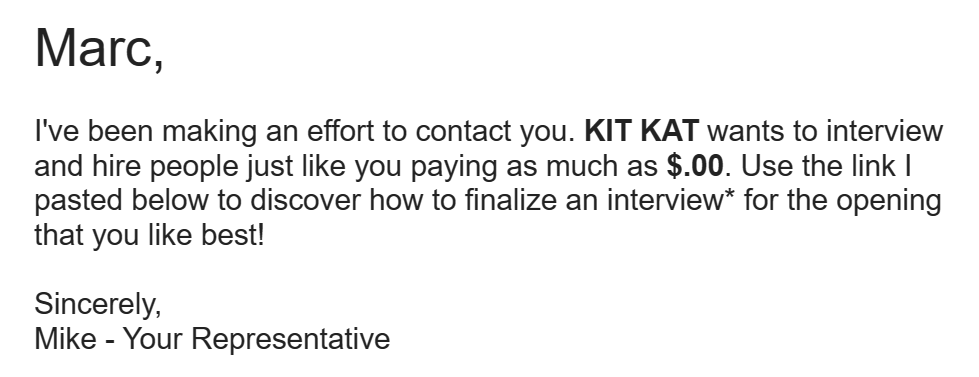 Marc,
I've been making an effort to contact you. KIT KAT wants to interview
and hire people just like you paying as much as $.00. Use the link I
pasted below to discover how to finalize an interview* for the opening
that you like best!
Sincerely,
Mike - Your Representative